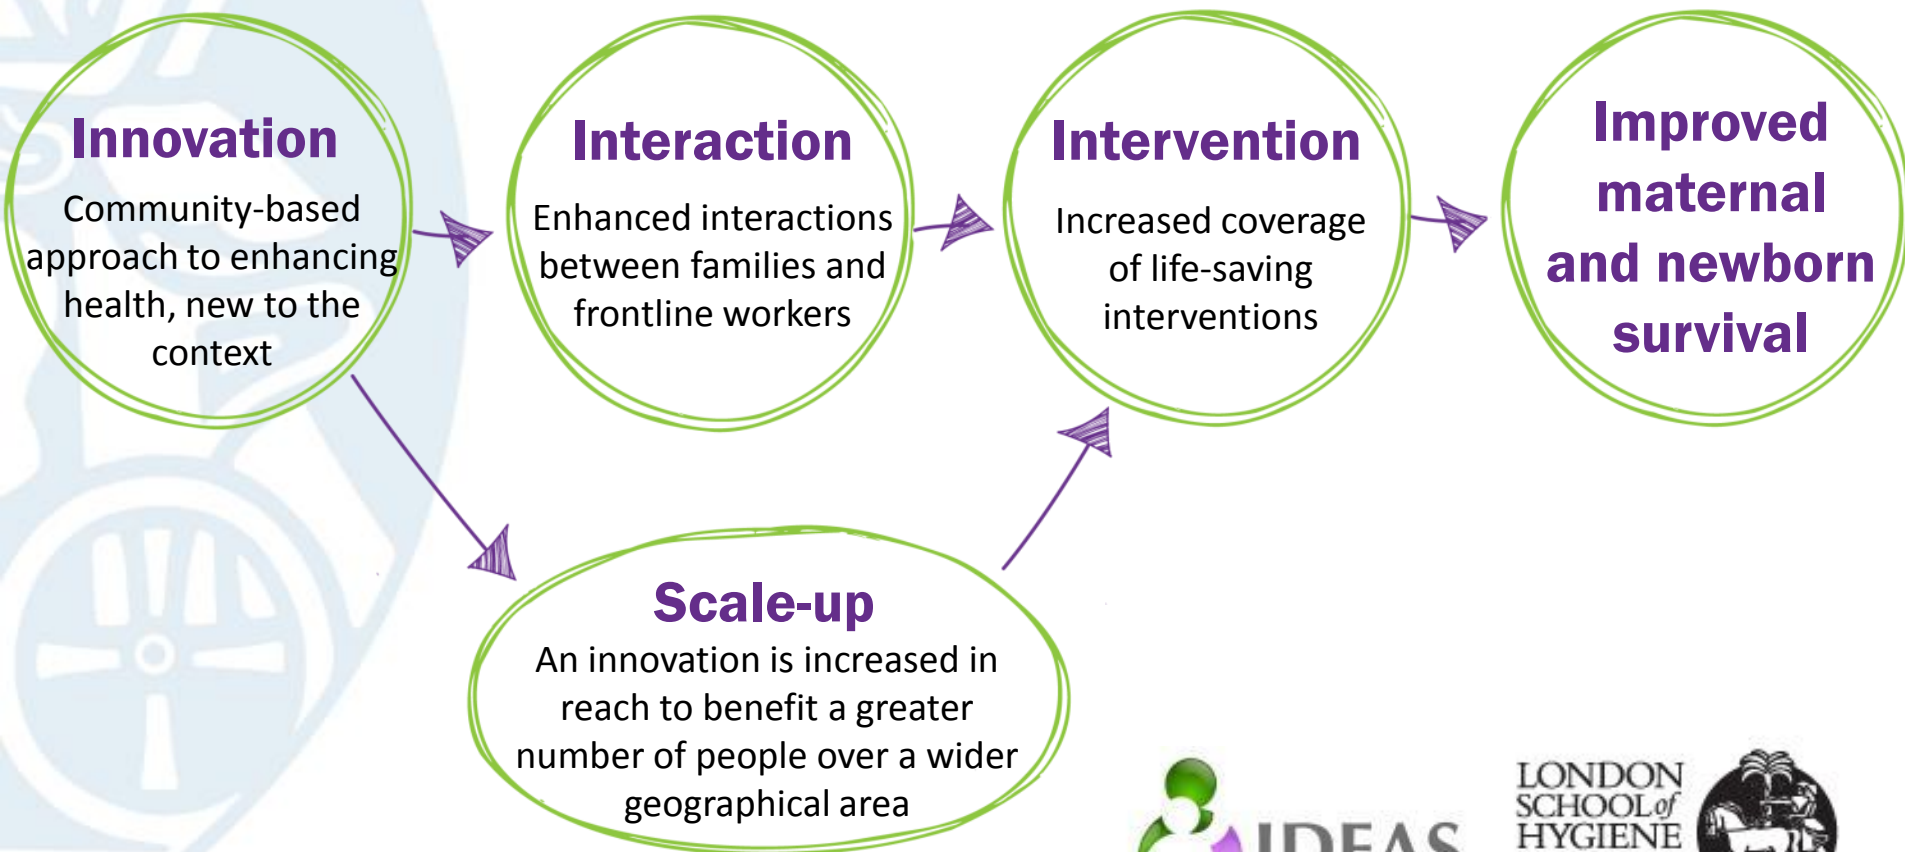 Innovation
Community-based
approach to enhancing
health, new to the
context
Interaction
Enhanced interactions
between families and
frontline workers
Intervention
Increased coverage
of life-saving
interventions
Improved
maternal
and newborn
survival
Scale-up
An innovation is increased in
reach to benefit a greater
number of people over a wider
geographical area
IDEAS
LONDON
SCHOOL of
HYGIENE